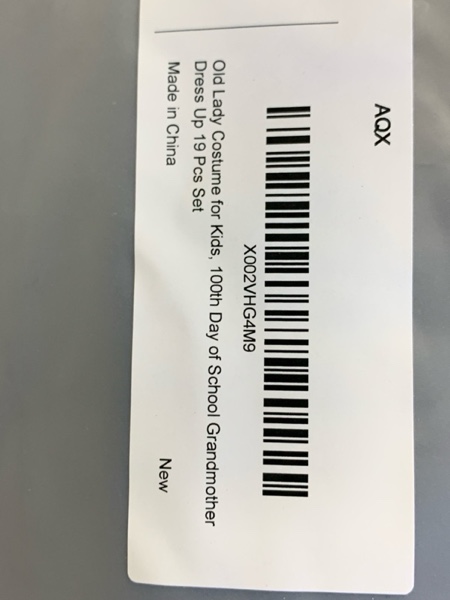 AQX
X002VHG4M9
Old Lady Costume for Kids, 100th Day of School Grandmother
Dress Up 19 Pcs Set
Made in China
New